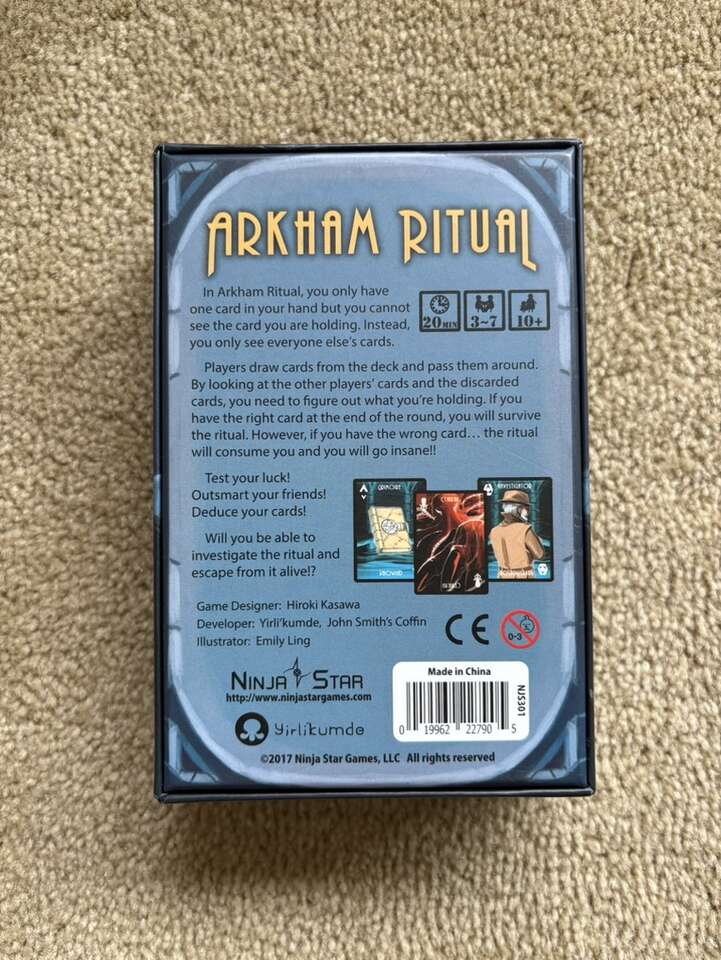 ARKHAM RITUAL
In Arkham Ritual, you only have
one card in your hand but you cannot
see the card you are holding. Instead,
you only see everyone else's cards.
20 MIN 3~7 10+
Players draw cards from the deck and pass them around.
By looking at the other players' cards and the discarded
cards, you need to figure out what you're holding. If you
have the right card at the end of the round, you will survive
the ritual. However, if you have the wrong card... the ritual
will consume you and you will go insane!!
Test your luck!
Outsmart your friends!
Deduce your cards!
Will you be able to
investigate the ritual and
escape from it alive!?
GRIMOIRE
INVESTIGATOR
Game Designer: Hiroki Kasawa
Developer: Yirli'kumde, John Smith's Coffin
Illustrator: Emily Ling
CE
0-3
NINJA STAR
http://www.ninjastargames.com
Yirli'kumde
Made in China
0 19962 22790 5
NJS301
©2017 Ninja Star Games, LLC All rights reserved